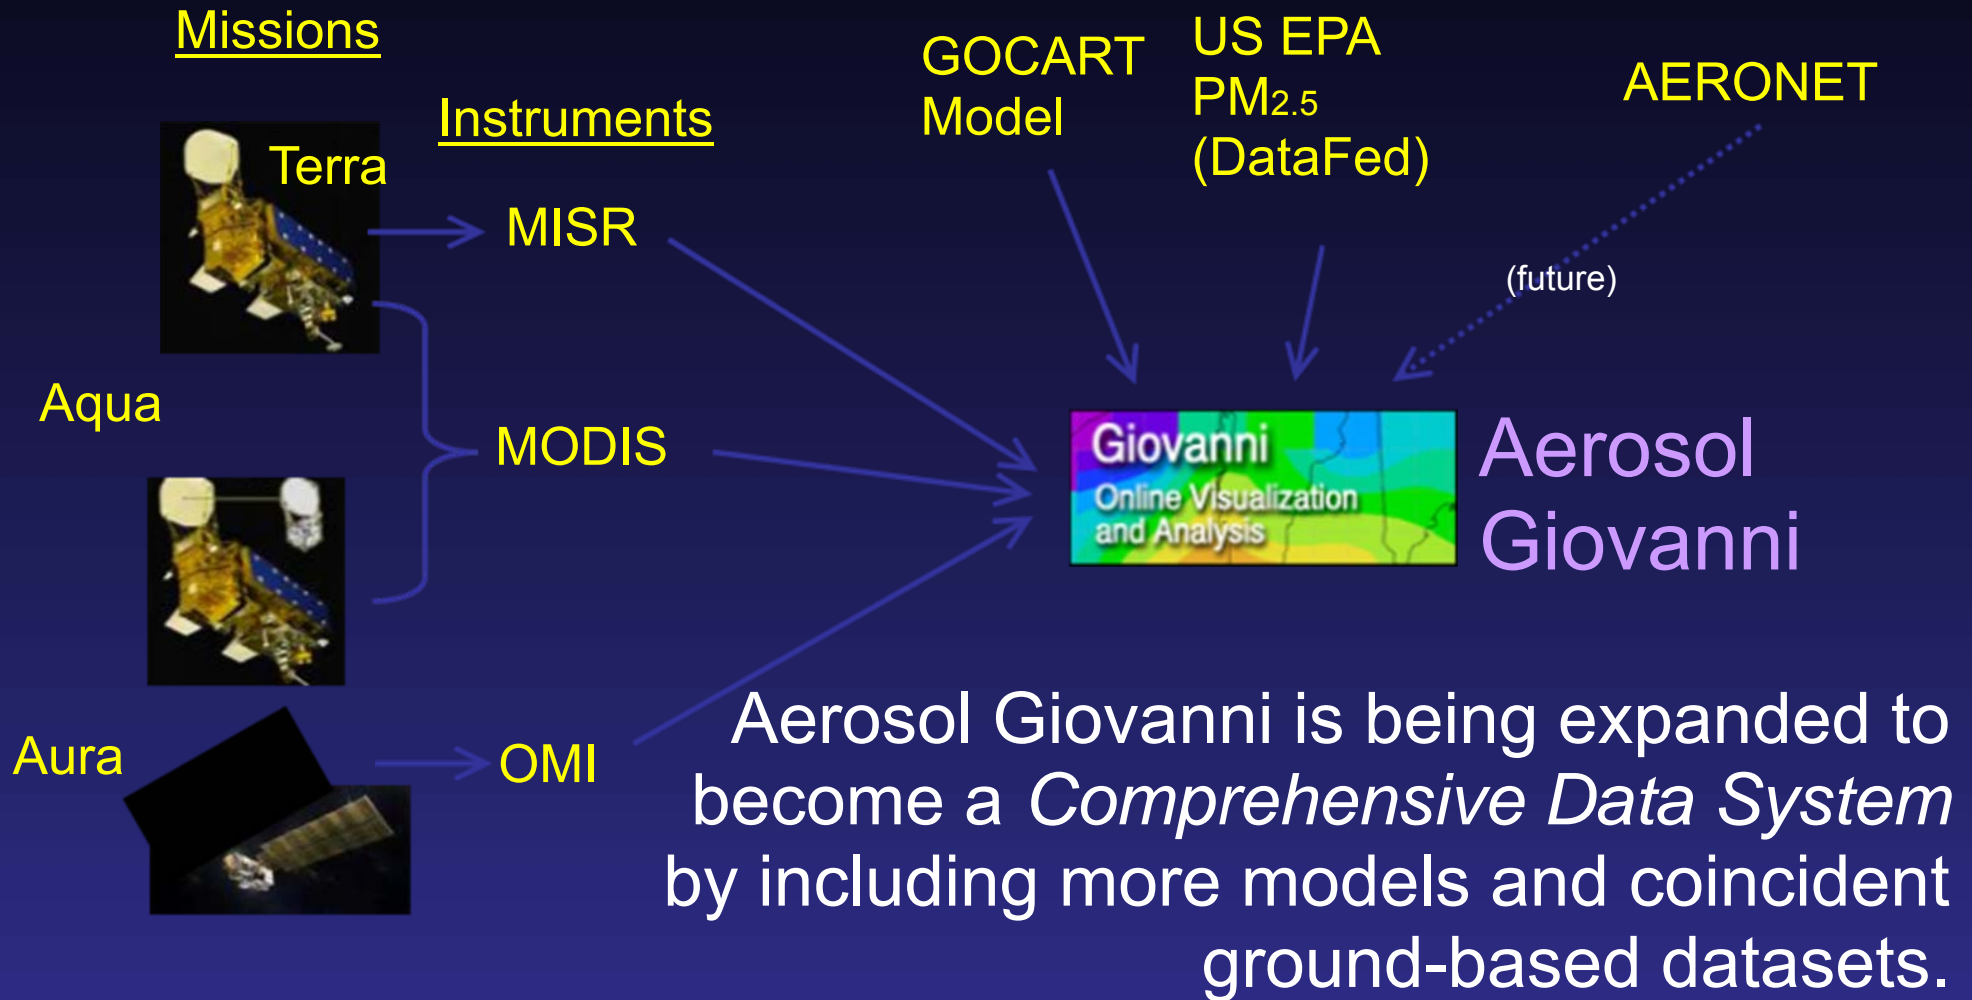 Missions
Instruments
GOCART
Model
US EPA
PM2.5
(DataFed)
AERONET
Terra
MISR
(future)
Aqua
MODIS
Giovanni
Online Visualization
and Analysis
Aerosol
Giovanni
Aura
OMI
Aerosol Giovanni is being expanded to
become a Comprehensive Data System
by including more models and coincident
ground-based datasets.